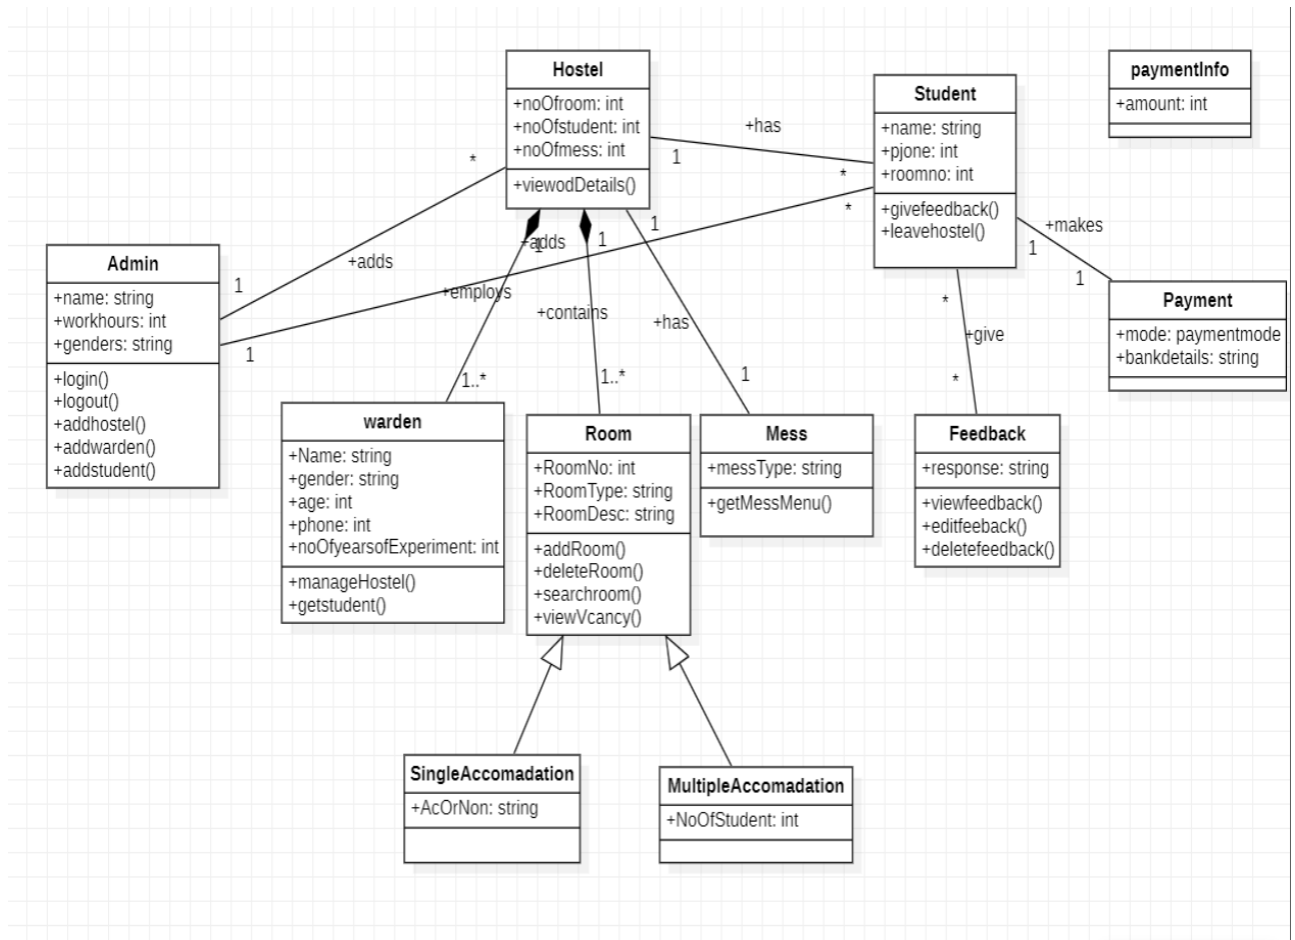 Hostel
+noOfroom: int
+noOfstudent: int
+noOfmess: int
+viewodDetails()
Student
+name: string
+pjone: int
+roomno: int
+givefeedback()
+leavehostel()
paymentInfo
+amount: int
+has
1
*
*
*
1
+adds
1
+adds
1
1
1
+makes
1
1
Admin
+name: string
+workhours: int
+genders: string
+login()
+logout()
+addhostel()
+addwarden()
+addstudent()
1
+employs
+contains
+has
1..*
1..*
1
*
+give
*
Payment
+mode: paymentmode
+bankdetails: string
warden
+Name: string
+gender: string
+age: int
+phone: int
+noOfyearsofExperiment: int
+manageHostel()
+getstudent()
Room
+RoomNo: int
+RoomType: string
+RoomDesc: string
+addRoom()
+deleteRoom()
+searchroom()
+viewVcancy()
Mess
+messType: string
+getMessMenu()
Feedback
+response: string
+viewfeedback()
+editfeeback()
+deletefeedback()
SingleAccomadation
+AcOrNon: string
MultipleAccomadation
+NoOfStudent: int